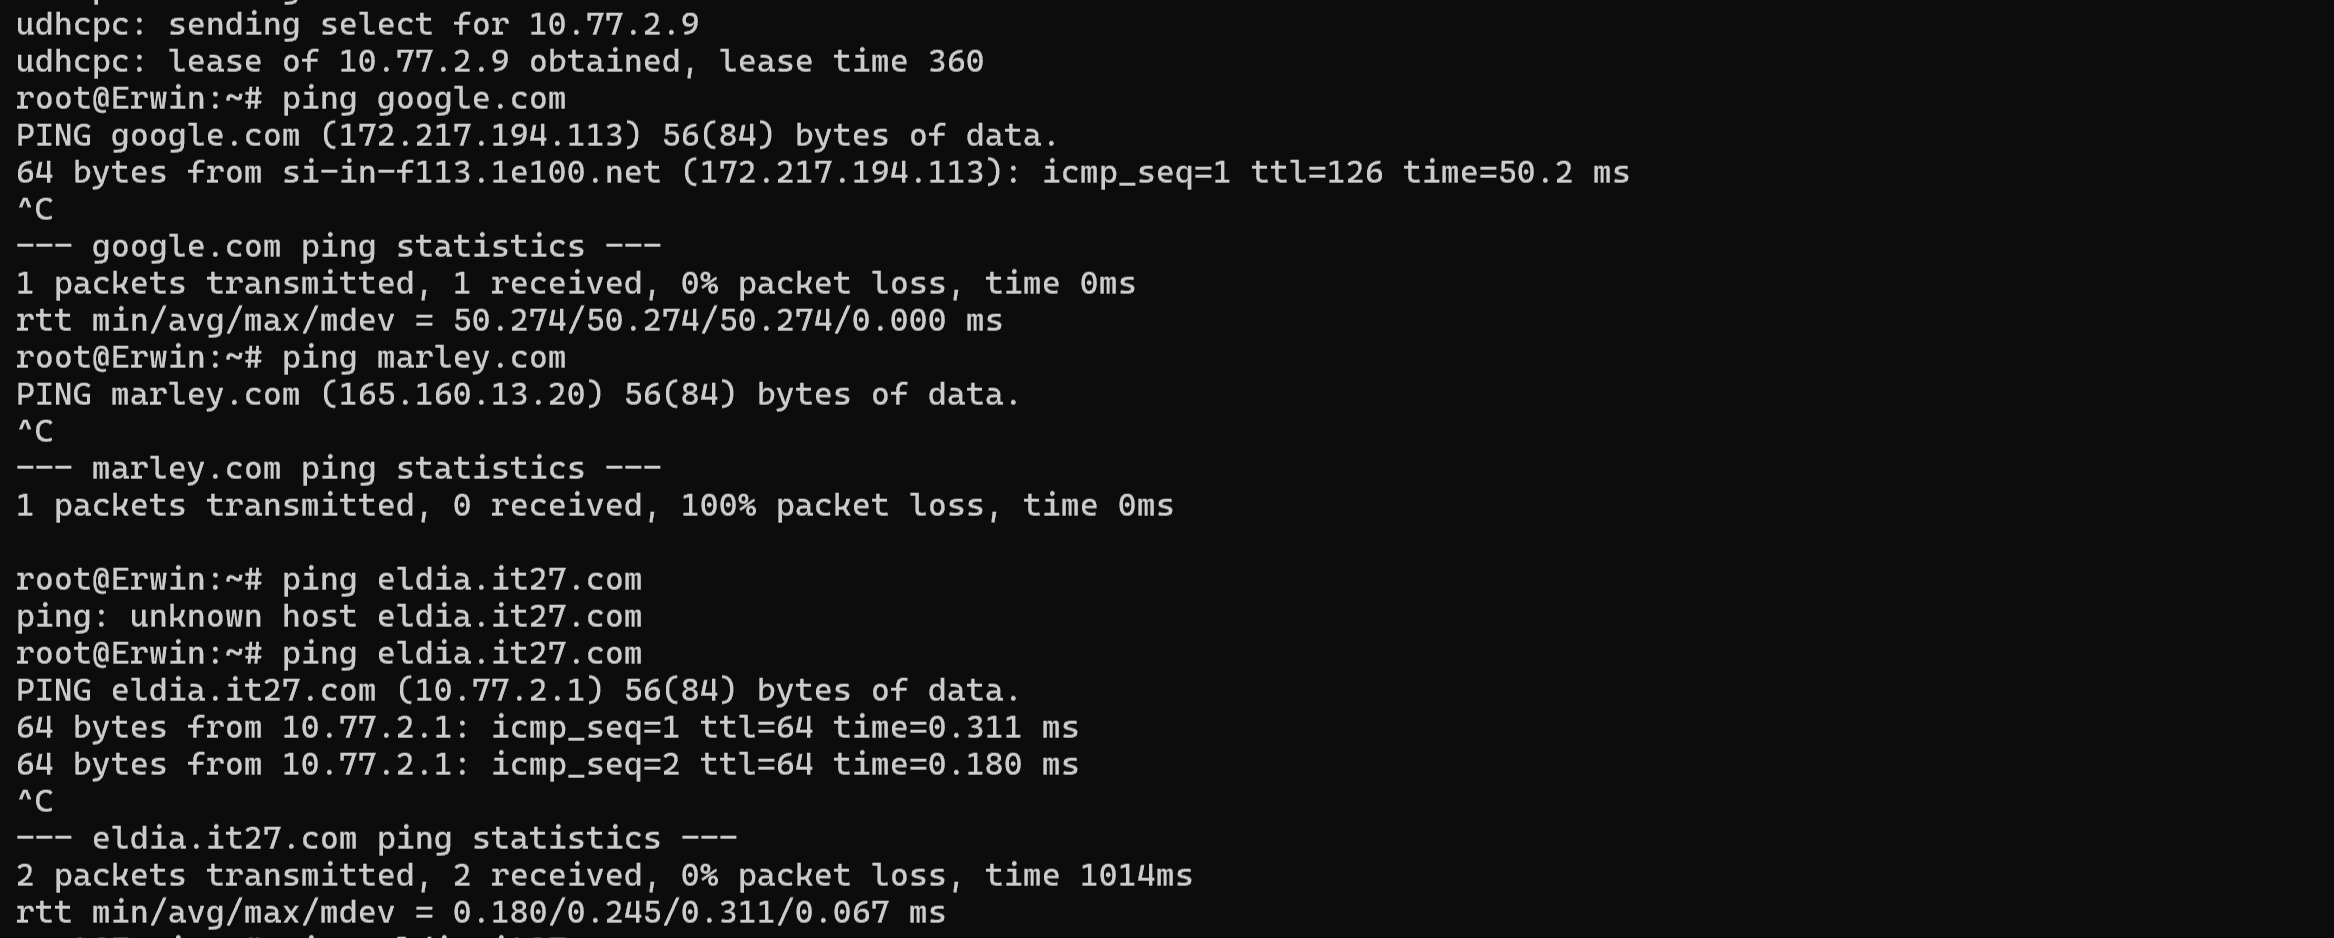 udhcpc: sending select for 10.77.2.9
udhcpc: lease of 10.77.2.9 obtained, lease time 360
root@Erwin:~# ping google.com
PING google.com (172.217.194.113) 56(84) bytes of data.
64 bytes from si-in-f113.1e100.net (172.217.194.113): icmp_seq=1 ttl=126 time=50.2 ms
^C
--- google.com ping statistics ---
1 packets transmitted, 1 received, 0% packet loss, time 0ms
rtt min/avg/max/mdev = 50.274/50.274/50.274/0.000 ms
root@Erwin:~# ping marley.com
PING marley.com (165.160.13.20) 56(84) bytes of data.
^C
--- marley.com ping statistics ---
1 packets transmitted, 0 received, 100% packet loss, time 0ms

root@Erwin:~# ping eldia.it27.com
ping: unknown host eldia.it27.com
root@Erwin:~# ping eldia.it27.com
PING eldia.it27.com (10.77.2.1) 56(84) bytes of data.
64 bytes from 10.77.2.1: icmp_seq=1 ttl=64 time=0.311 ms
64 bytes from 10.77.2.1: icmp_seq=2 ttl=64 time=0.180 ms
^C
--- eldia.it27.com ping statistics ---
2 packets transmitted, 2 received, 0% packet loss, time 1014ms
rtt min/avg/max/mdev = 0.180/0.245/0.311/0.067 ms